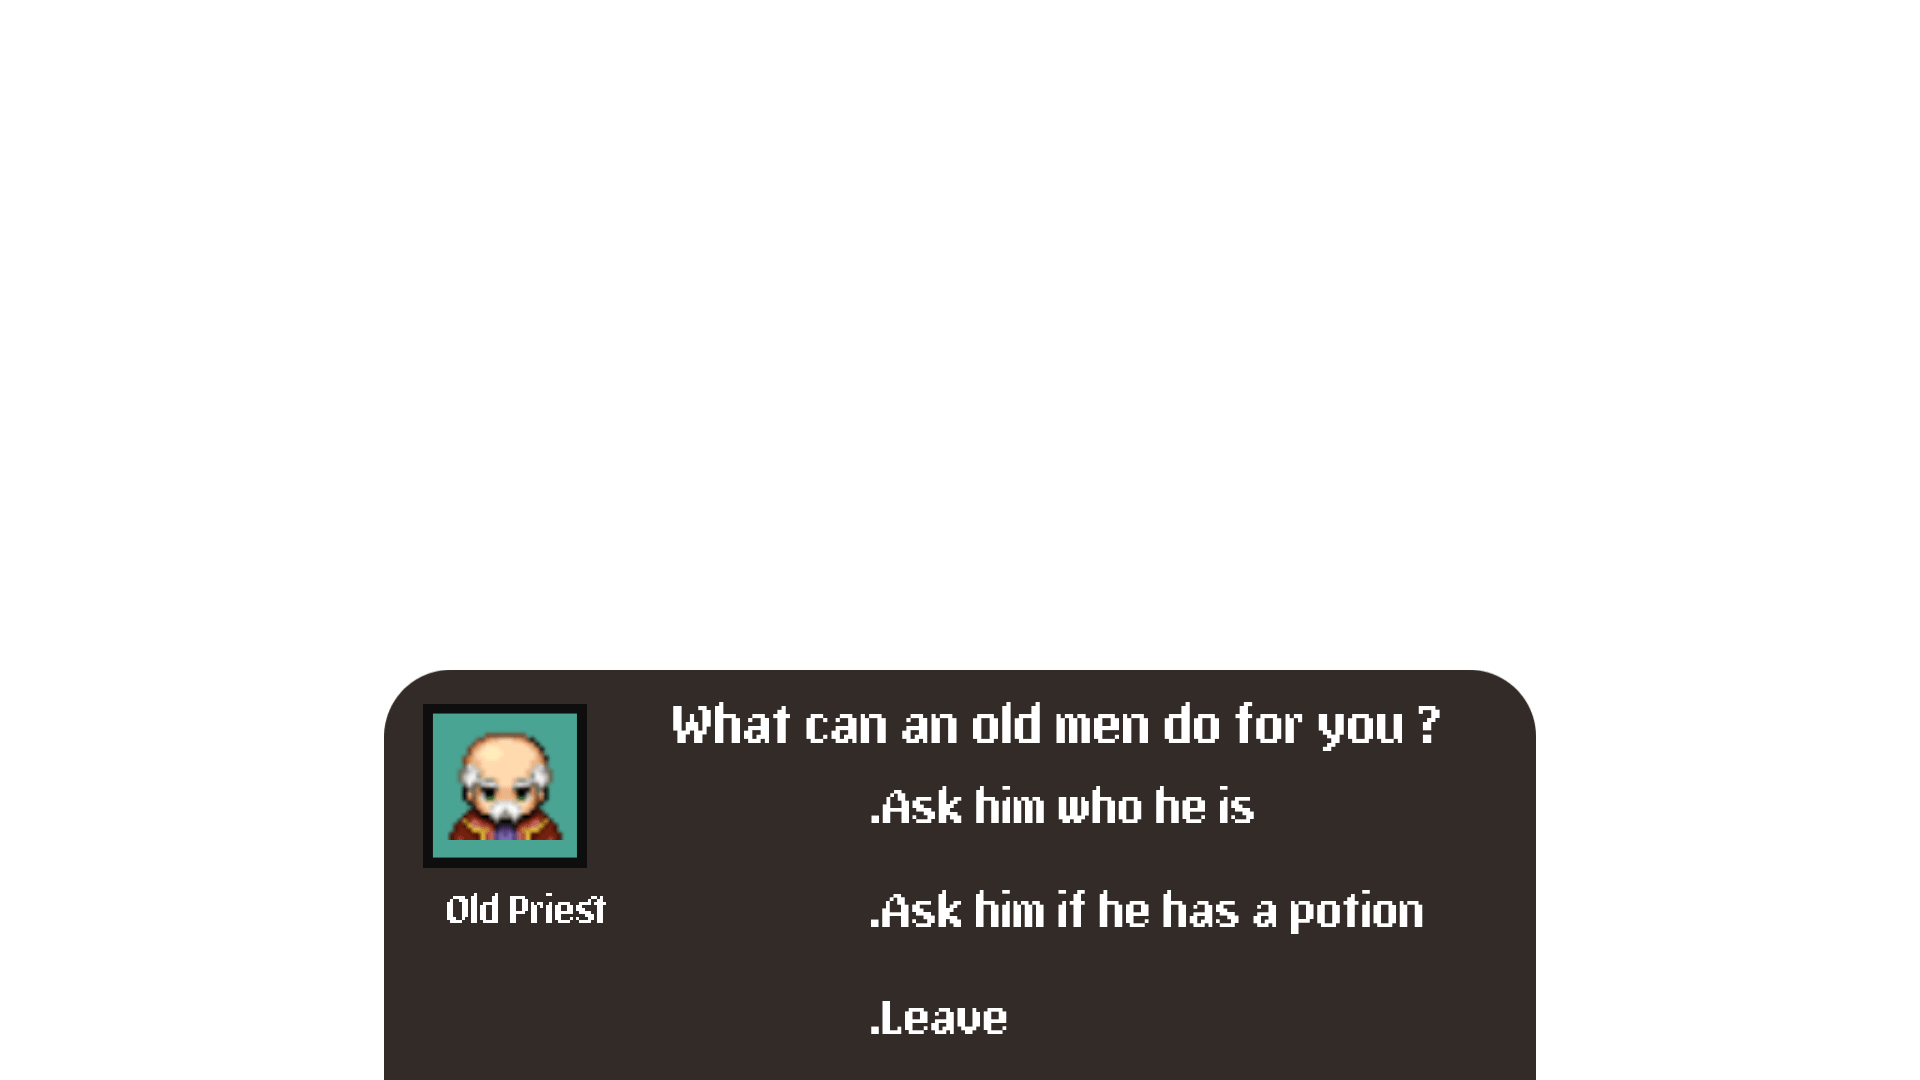 What can an old men do for you ?
.Ask him who he is
Old Priest
.Ask him if he has a potion
.Leave